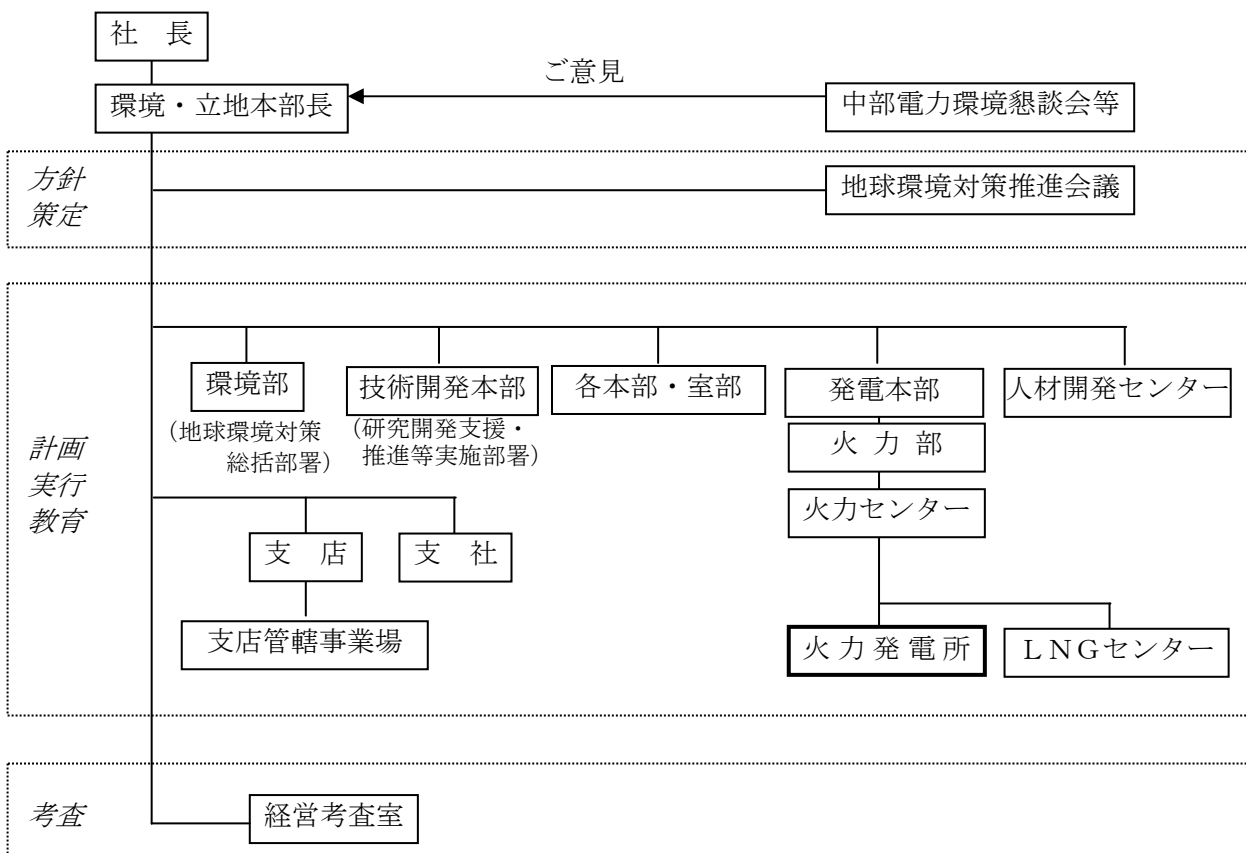 社　長
ご意見
環境・立地本部長
中部電力環境懇談会等
方針
策定
地球環境対策推進会議
計画
実行
教育
環境部
(地球環境対策
総括部署)
技術開発本部
(研究開発支援・
推進等実施部署)
各本部・室部
発電本部
人材開発センター
火 力 部
火力センター
支　店
支　社
支店管轄事業場
火 力 発 電 所
ＬＮＧセンター
考査
経営考査室